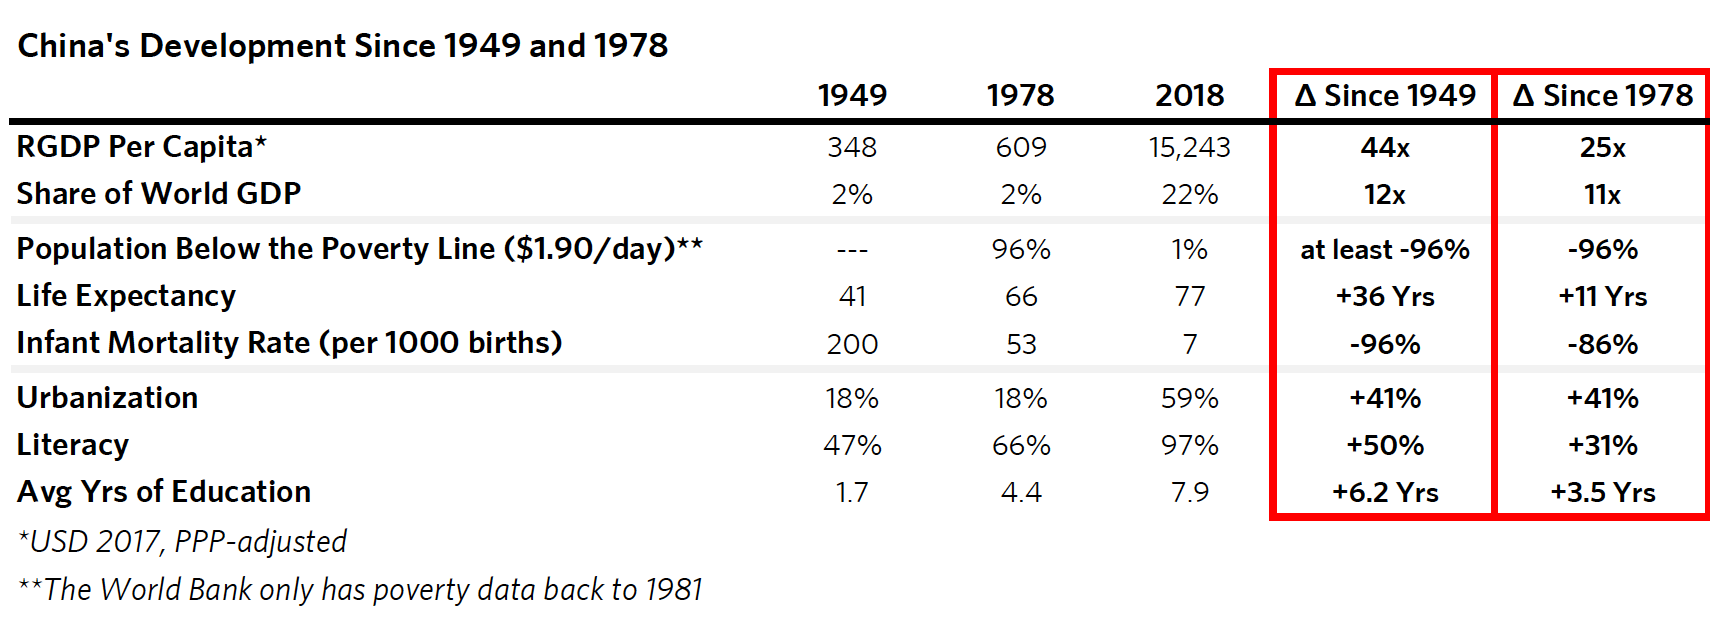 China's Development Since 1949 and 1978
1949 1978 2018 Δ Since 1949 Δ Since 1978
RGDP Per Capita* 348 609 15,243 44x 25x
Share of World GDP 2% 2% 22% 12x 11x
Population Below the Poverty Line ($1.90/day)** --- 96% 1% at least -96% -96%
Life Expectancy 41 66 77 +36 Yrs +11 Yrs
Infant Mortality Rate (per 1000 births) 200 53 7 -96% -86%
Urbanization 18% 18% 59% +41% +41%
Literacy 47% 66% 97% +50% +31%
Avg Yrs of Education 1.7 4.4 7.9 +6.2 Yrs +3.5 Yrs
*USD 2017, PPP-adjusted
**The World Bank only has poverty data back to 1981